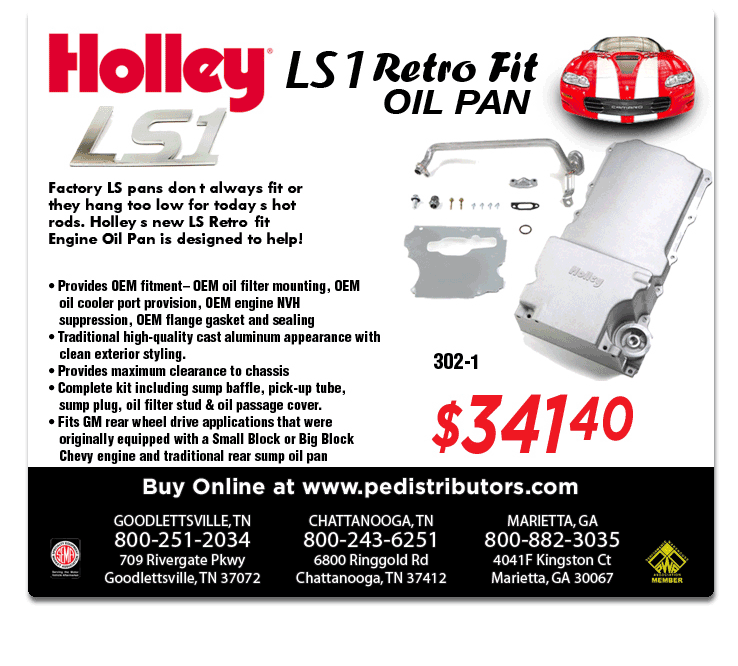 Holley
LS1 Retro Fit
OIL PAN
LS1
Factory LS pans don t always fit or
they hang too low for today s hot
rods. Holley s new LS Retro fit
Engine Oil Pan is designed to help!
• Provides OEM fitment– OEM oil filter mounting, OEM
oil cooler port provision, OEM engine NVH
suppression, OEM flange gasket and sealing
• Traditional high-quality cast aluminum appearance with
clean exterior styling.
• Provides maximum clearance to chassis
• Complete kit including sump baffle, pick-up tube,
sump plug, oil filter stud & oil passage cover.
• Fits GM rear wheel drive applications that were
originally equipped with a Small Block or Big Block
Chevy engine and traditional rear sump oil pan
Holley
302-1
$341 40
Buy Online at www.pedistributors.com
GOODLETTSVILLE, TN
800-251-2034
709 Rivergate Pkwy
Goodlettsville, TN 37072
CHATTANOOGA, TN
800-243-6251
6800 Ringgold Rd
Chattanooga, TN 37412
MARIETTA, GA
800-882-3035
4041F Kingston Ct
Marietta, GA 30067
SEMA
PWA
MEMBER